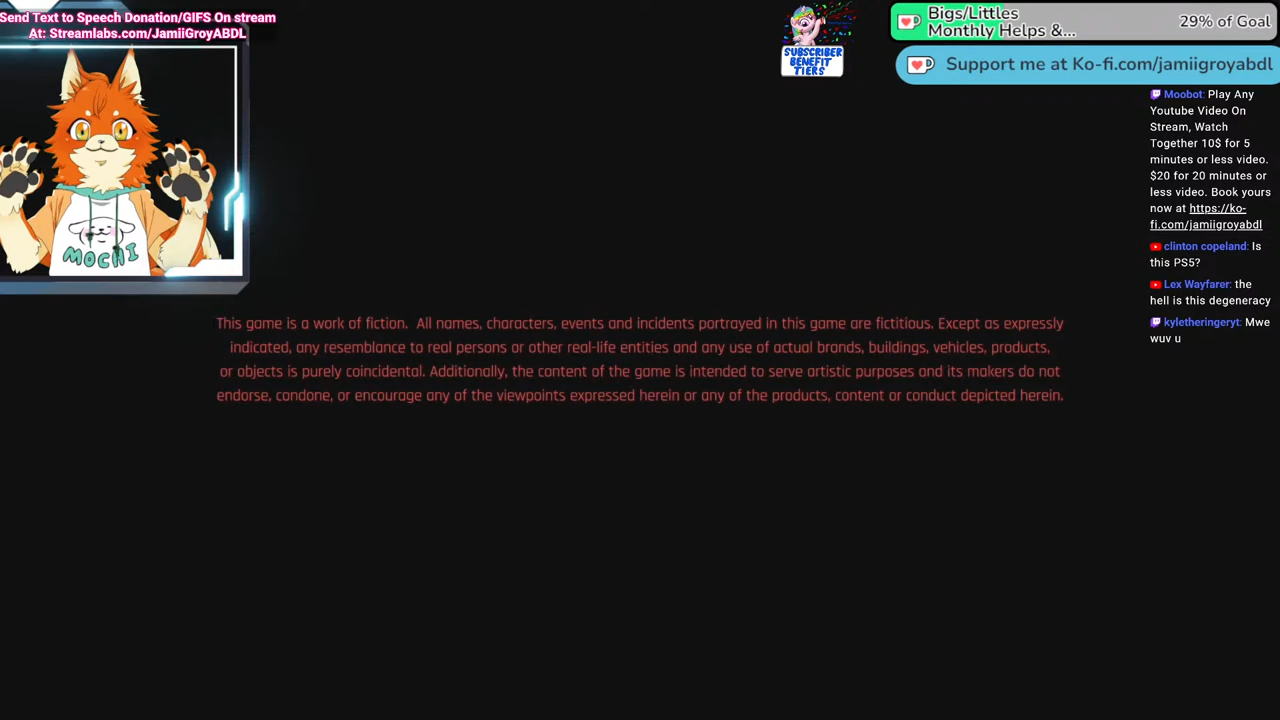 Send Text to Speech Donation/GIFS On stream
At: Streamlabs.com/JamiiGroyABDL
MOCHI
SUBSCRIBER
BENEFIT
TIERS
Bigs/Littles
Monthly Helps &...
29% of Goal
Support me at Ko-fi.com/jamiigroyabdl
Moobot: Play Any
Youtube Video On
Stream, Watch
Together 10$ for 5
minutes or less video.
$20 for 20 minutes or
less video. Book yours
now at https://ko-
fi.com/jamiigroyabdl
clinton copeland: Is
this PS5?
Lex Wayfarer: the
hell is this degeneracy
kyletheringeryt: Mwe
wuv u
This game is a work of fiction. All names, characters, events and incidents portrayed in this game are fictitious. Except as expressly
indicated, any resemblance to real persons or other real-life entities and any use of actual brands, buildings, vehicles, products,
or objects is purely coincidental. Additionally, the content of the game is intended to serve artistic purposes and its makers do not
endorse, condone, or encourage any of the viewpoints expressed herein or any of the products, content or conduct depicted herein.